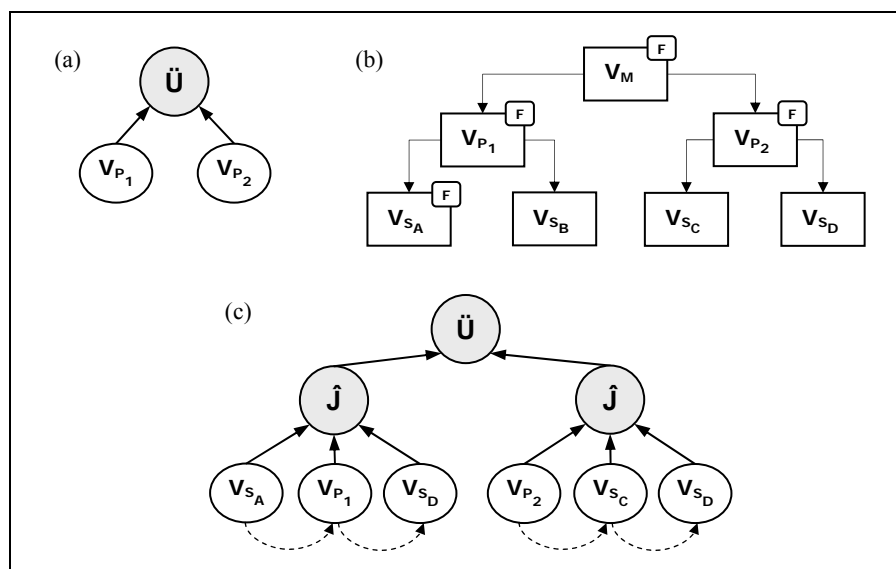 (a)
Ü
VP1
VP2
(b)
VM
F
VP1
F
VP2
F
VSA
F
VSB
VSC
VSD
(c)
Ü
Ĵ
Ĵ
VSA
VP1
VSD
VP2
VSC
VSD